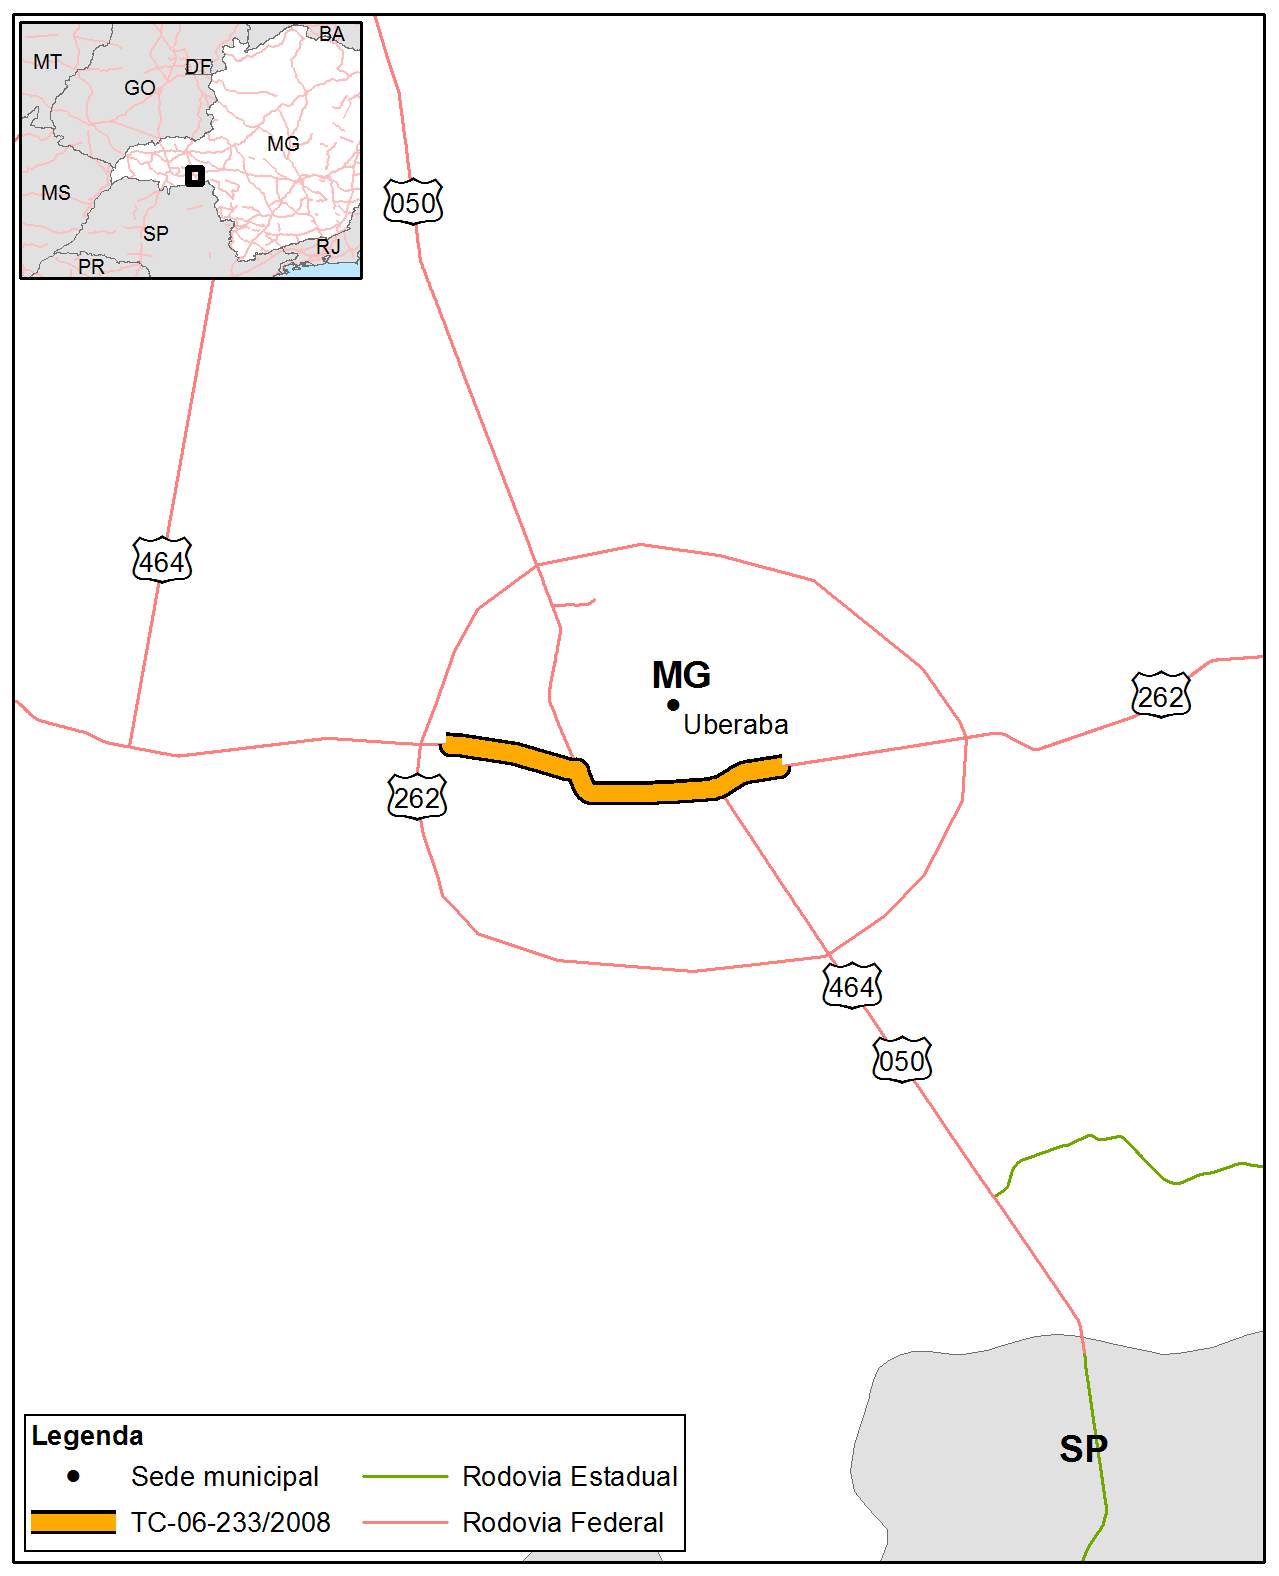 BA
MT
DF
GO
MG
MS
SP
RJ
PR
050
464
MG
262
Uberaba
262
464
050
SP
Legenda
Sede municipal
Rodovia Estadual
TC-06-233/2008
Rodovia Federal